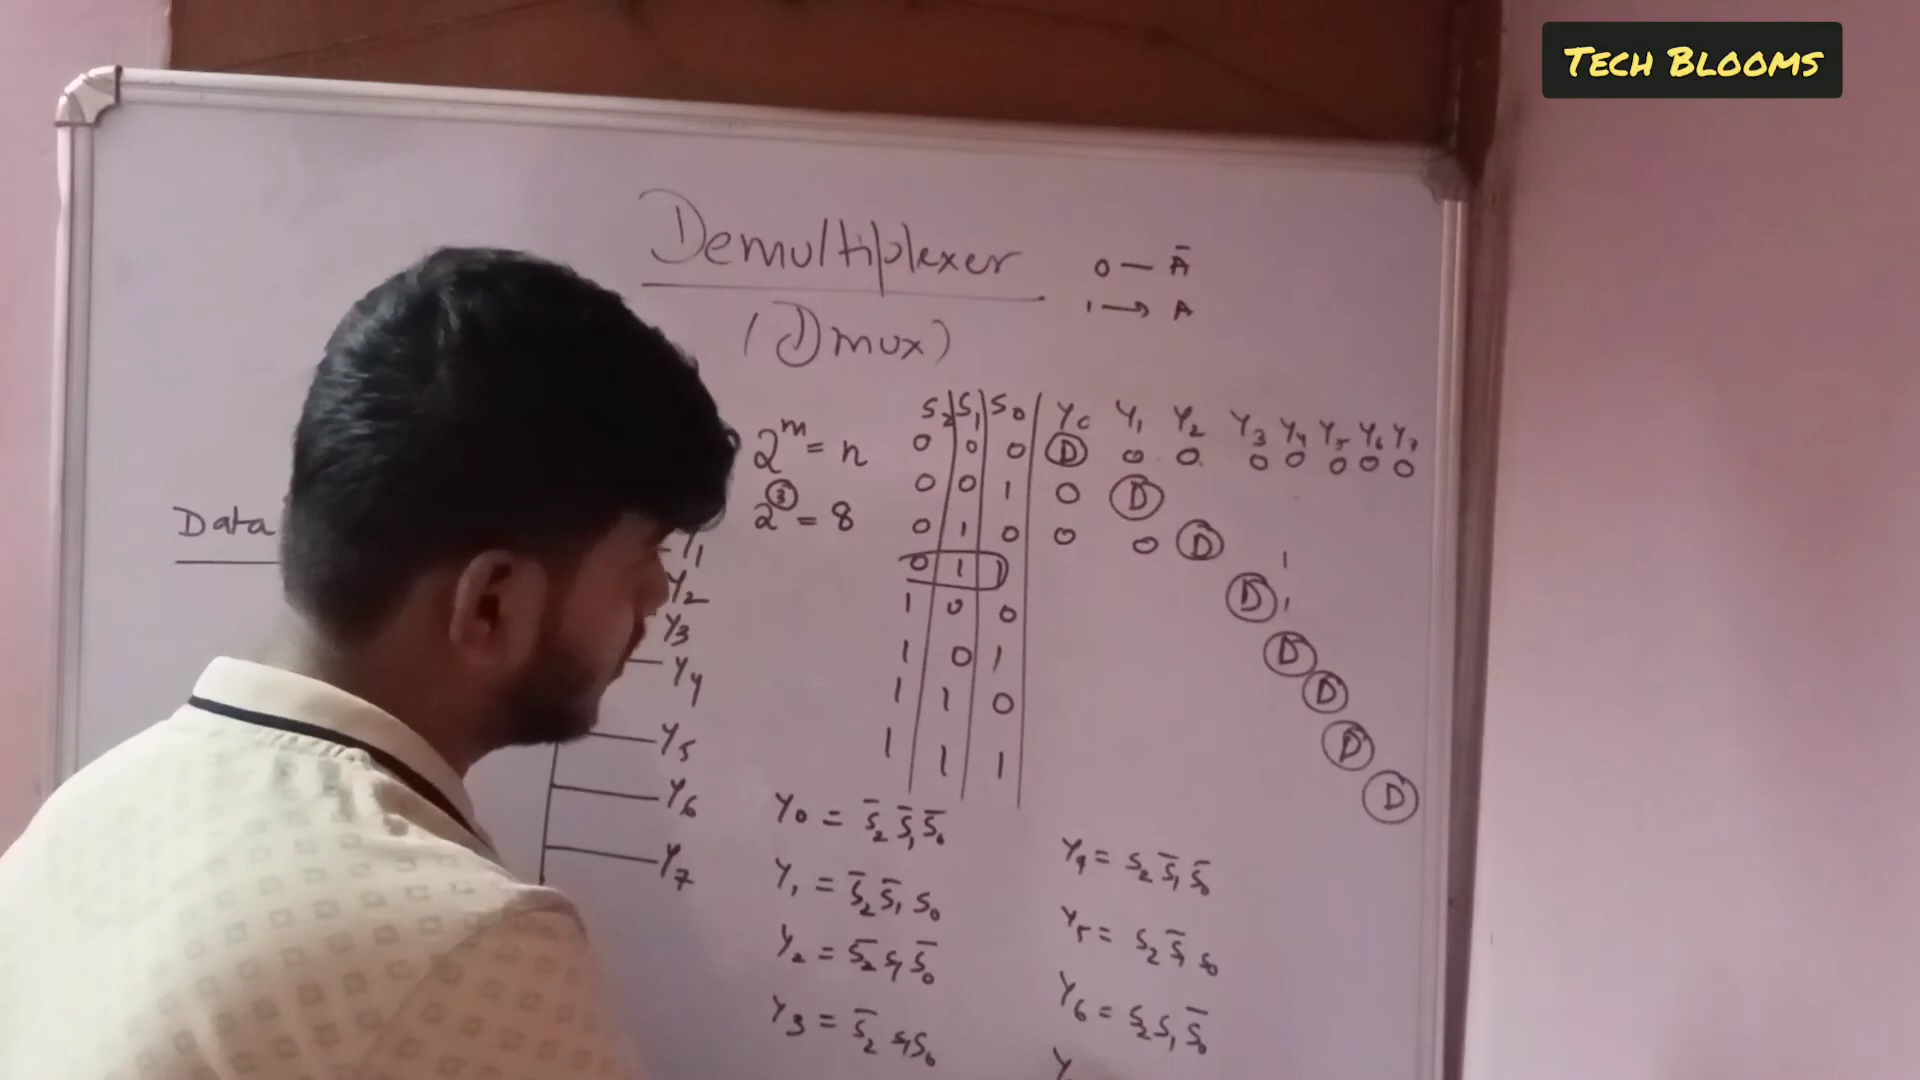 TECH BLOOMS
Demultiplexer
(Dmux)
0 — Ā
1 → A
2^m = n
2^3 = 8
Data
Y1
Y2
Y3
Y4
Y5
Y6
Y7
S2 S1 S0 Y0 Y1 Y2 Y3 Y4 Y5 Y6 Y7
0 0 0 D 0 0 0 0 0 0 0
0 0 1 0 D
0 1 0 0 0 D
0 1 1 D
1 0 0 D
1 0 1 D
1 1 0 D
1 1 1 D
Y0 = S̄2 S̄1 S̄0
Y1 = S̄2 S̄1 S0
Y2 = S̄2 S1 S̄0
Y3 = S̄2 S1 S0
Y4 = S2 S̄1 S̄0
Y5 = S2 S̄1 S0
Y6 = S2 S1 S̄0
Y